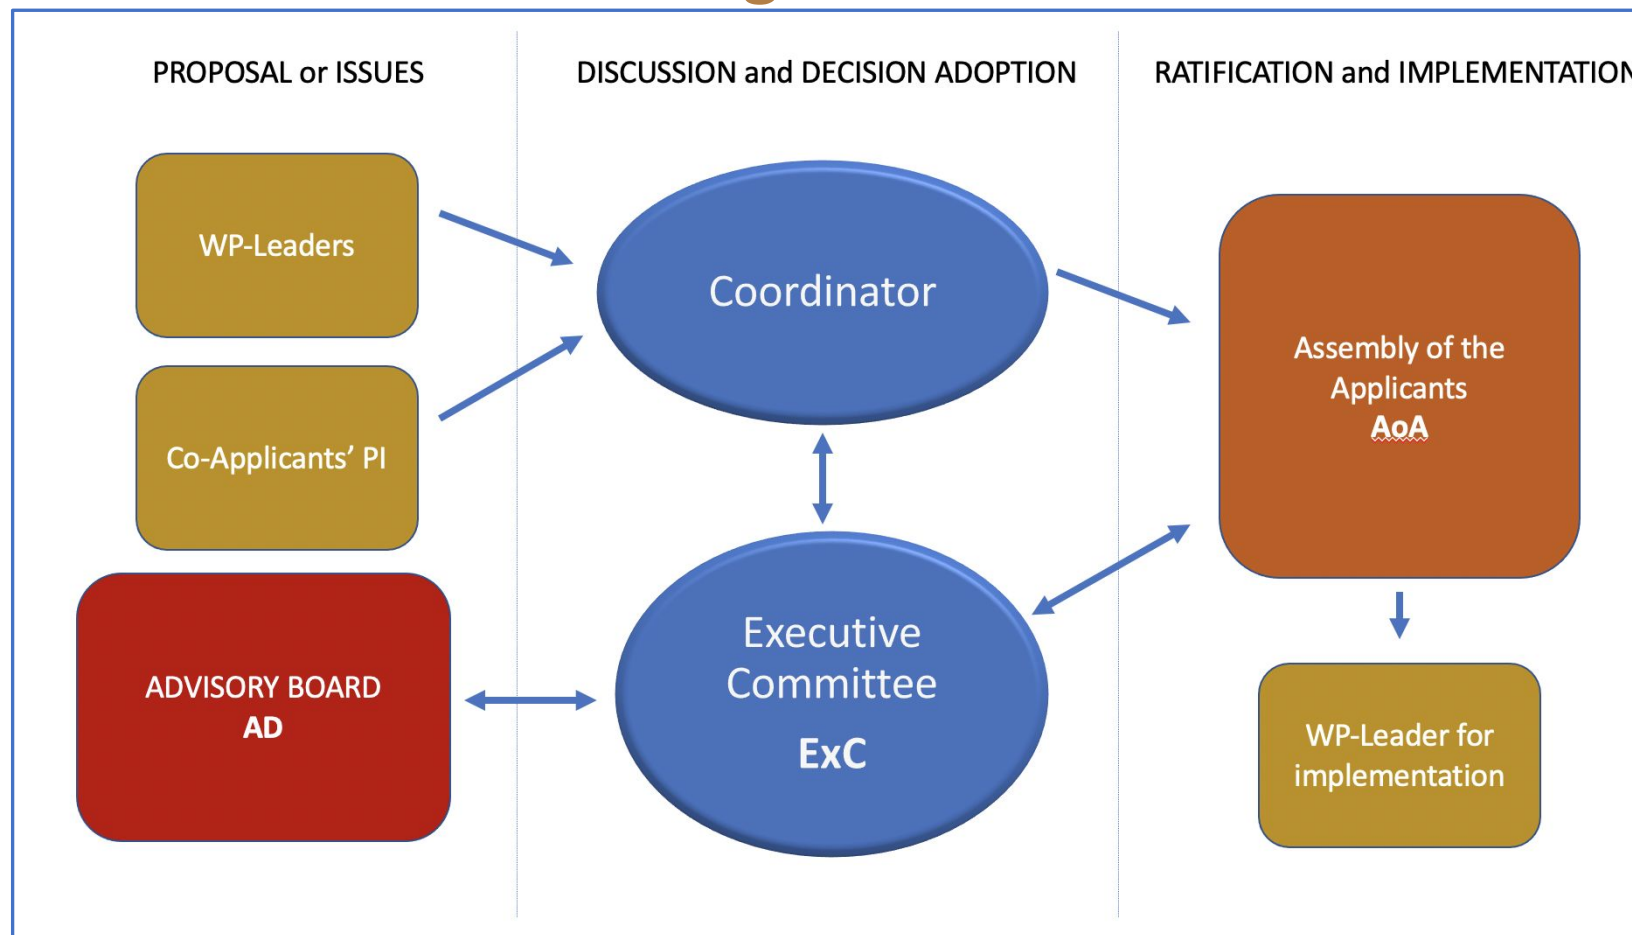 PROPOSAL or ISSUES
DISCUSSION and DECISION ADOPTION
RATIFICATION and IMPLEMENTATION
WP-Leaders
Co-Applicants’ PI
ADVISORY BOARD
AD
Coordinator
Executive
Committee
ExC
Assembly of the
Applicants
AoA
WP-Leader for
implementation